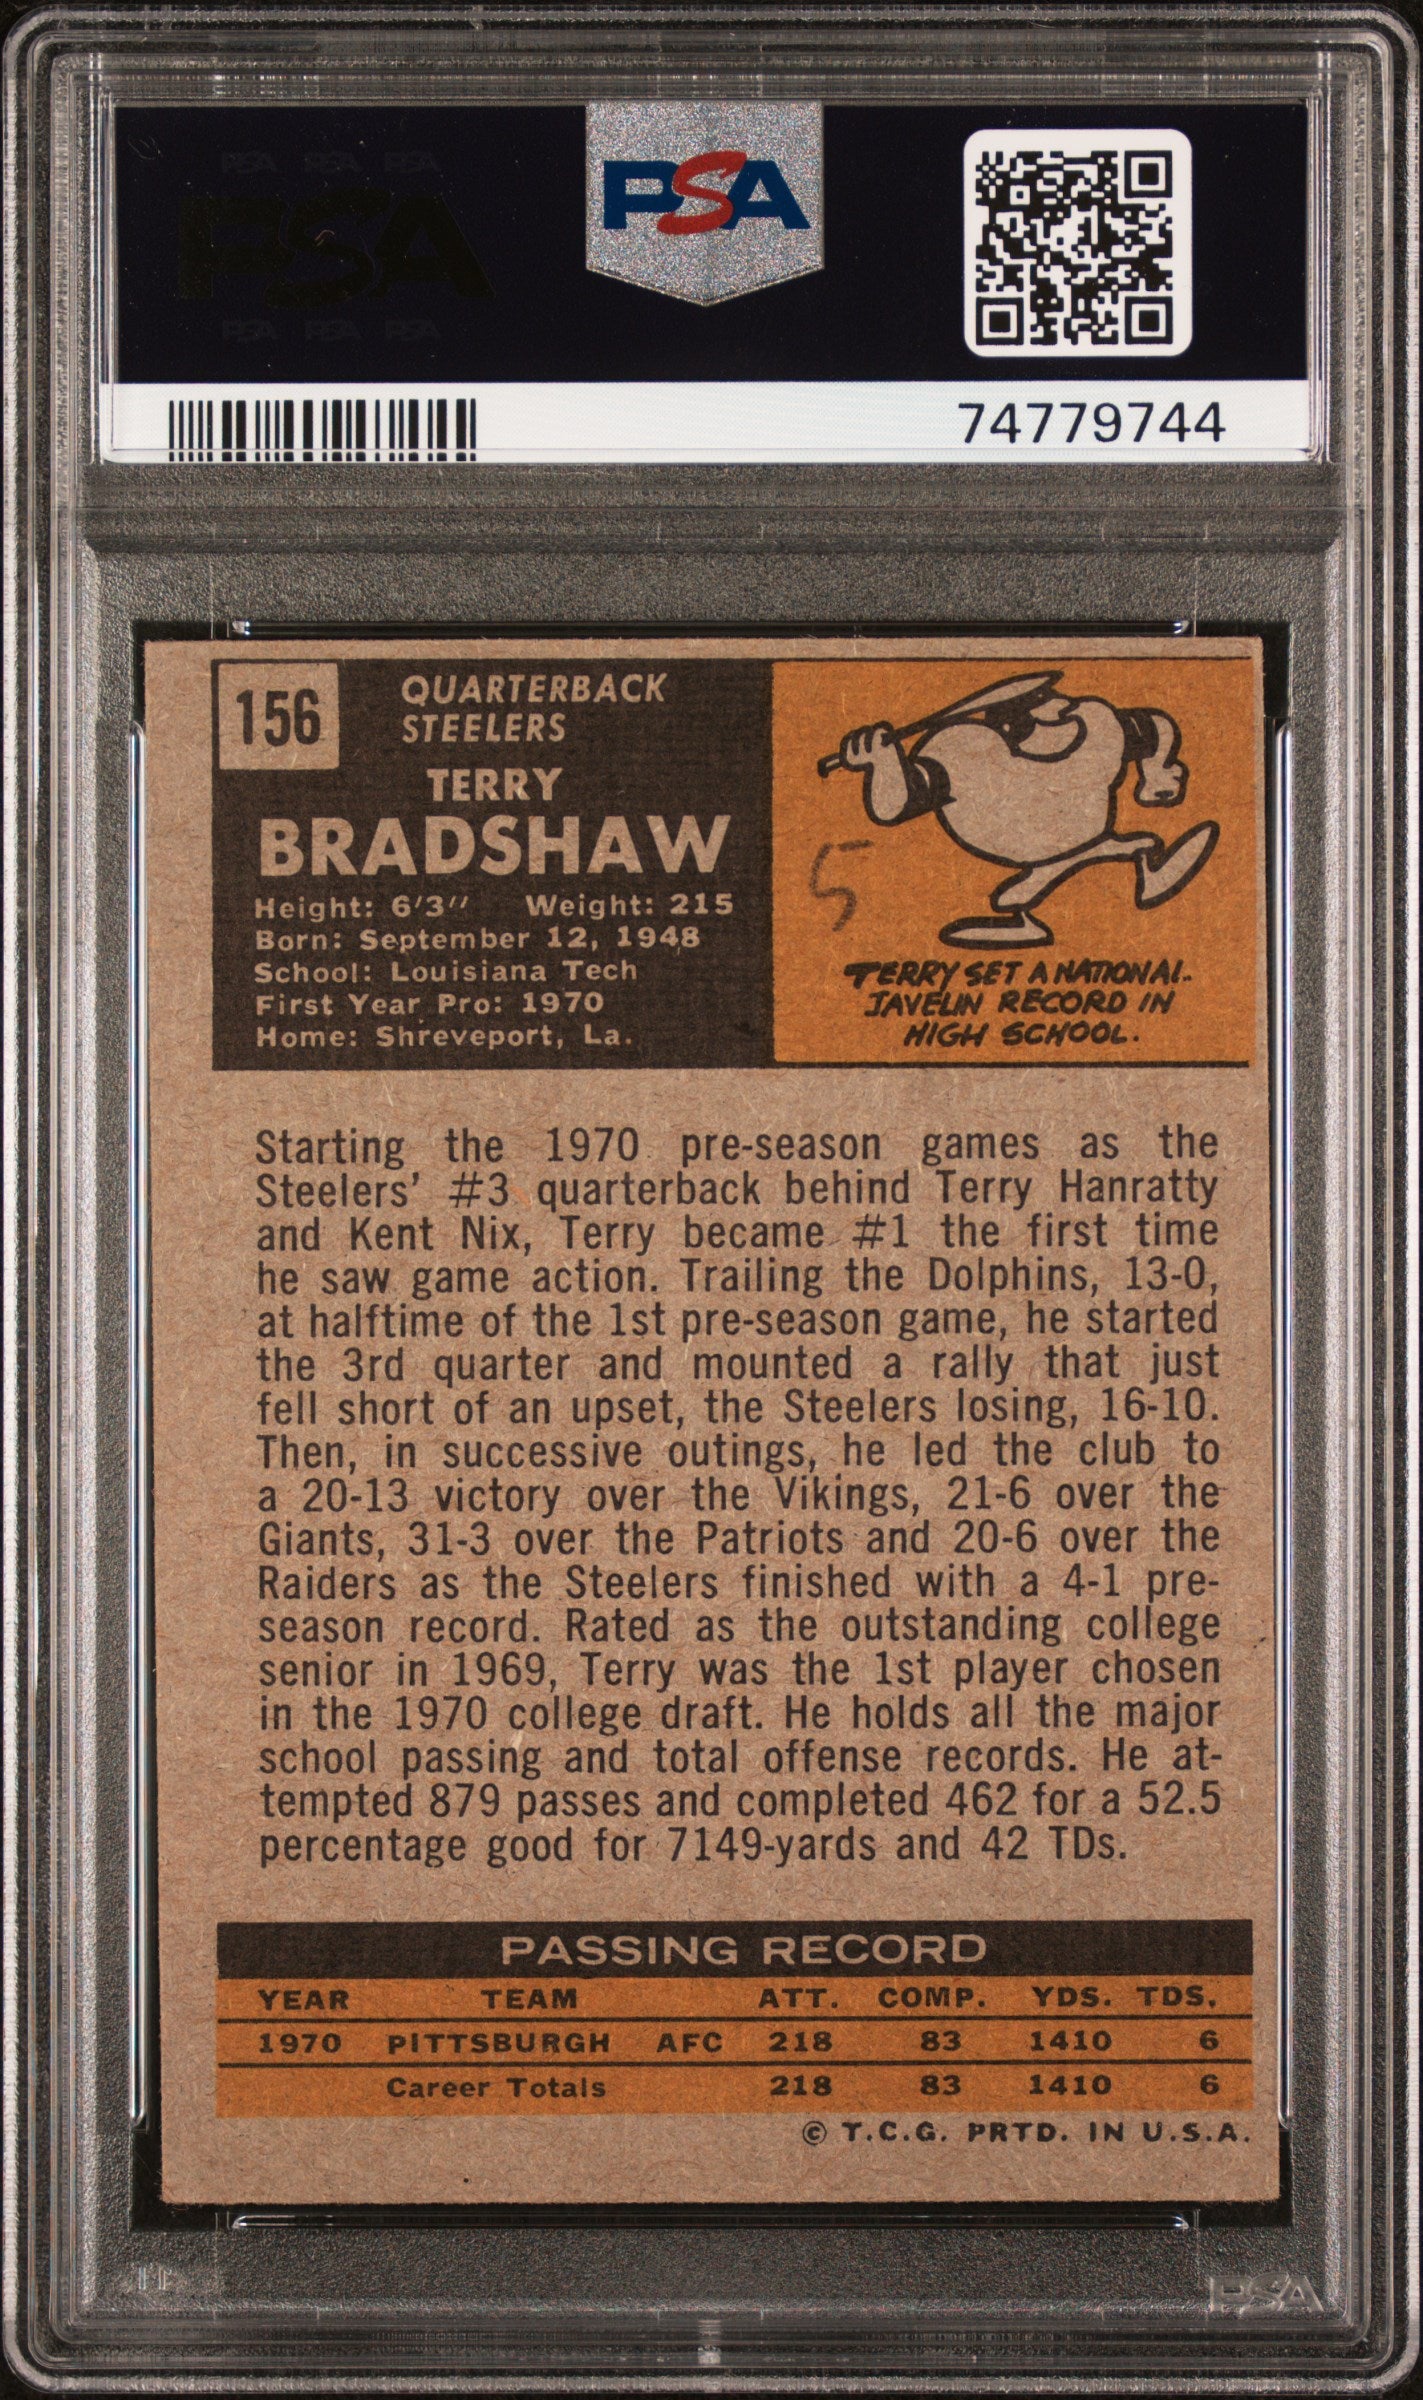 PSA PSA PSA
PSA
PSA PSA PSA
PSA
74779744
156
QUARTERBACK
STEELERS
TERRY
BRADSHAW
Height: 6'3" Weight: 215
Born: September 12, 1948
School: Louisiana Tech
First Year Pro: 1970
Home: Shreveport, La.
5
TERRY SET A NATIONAL
JAVELIN RECORD IN
HIGH SCHOOL.
Starting the 1970 pre-season games as the
Steelers' #3 quarterback behind Terry Hanratty
and Kent Nix, Terry became #1 the first time
he saw game action. Trailing the Dolphins, 13-0,
at halftime of the 1st pre-season game, he started
the 3rd quarter and mounted a rally that just
fell short of an upset, the Steelers losing, 16-10.
Then, in successive outings, he led the club to
a 20-13 victory over the Vikings, 21-6 over the
Giants, 31-3 over the Patriots and 20-6 over the
Raiders as the Steelers finished with a 4-1 pre-
season record. Rated as the outstanding college
senior in 1969, Terry was the 1st player chosen
in the 1970 college draft. He holds all the major
school passing and total offense records. He at-
tempted 879 passes and completed 462 for a 52.5
percentage good for 7149-yards and 42 TDs.
PASSING RECORD
YEAR TEAM ATT. COMP. YDS. TDS.
1970 PITTSBURGH AFC 218 83 1410 6
Career Totals 218 83 1410 6
© T.C.G. PRTD. IN U.S.A.
PSA